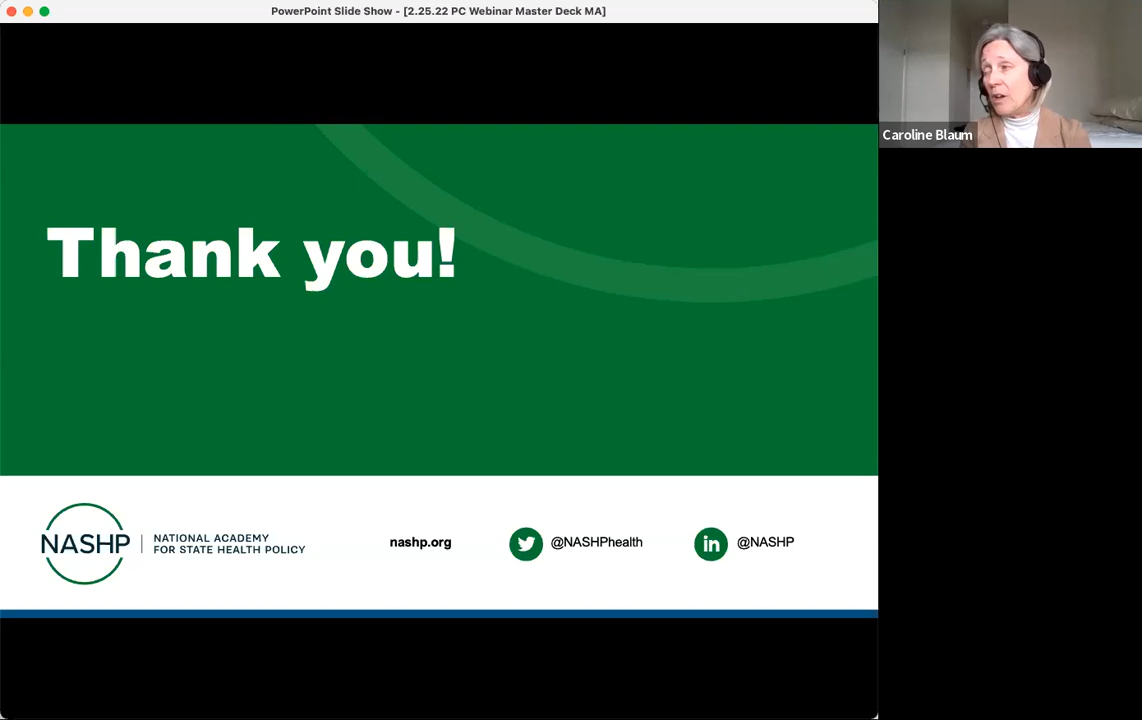 PowerPoint Slide Show - [2.25.22 PC Webinar Master Deck MA]
Caroline Blaum
Thank you!
NASHP
NATIONAL ACADEMY
FOR STATE HEALTH POLICY
nashp.org
@NASHPhealth
in
@NASHP